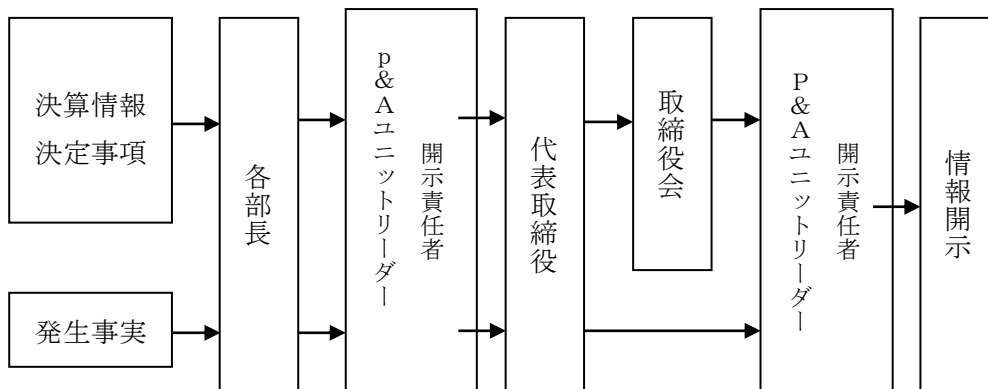 決算情報
決定事項
発生事実
各部長
開示責任者
p&Aユニットリーダー
代表取締役
取締役会
開示責任者
P&Aユニットリーダー
情報開示